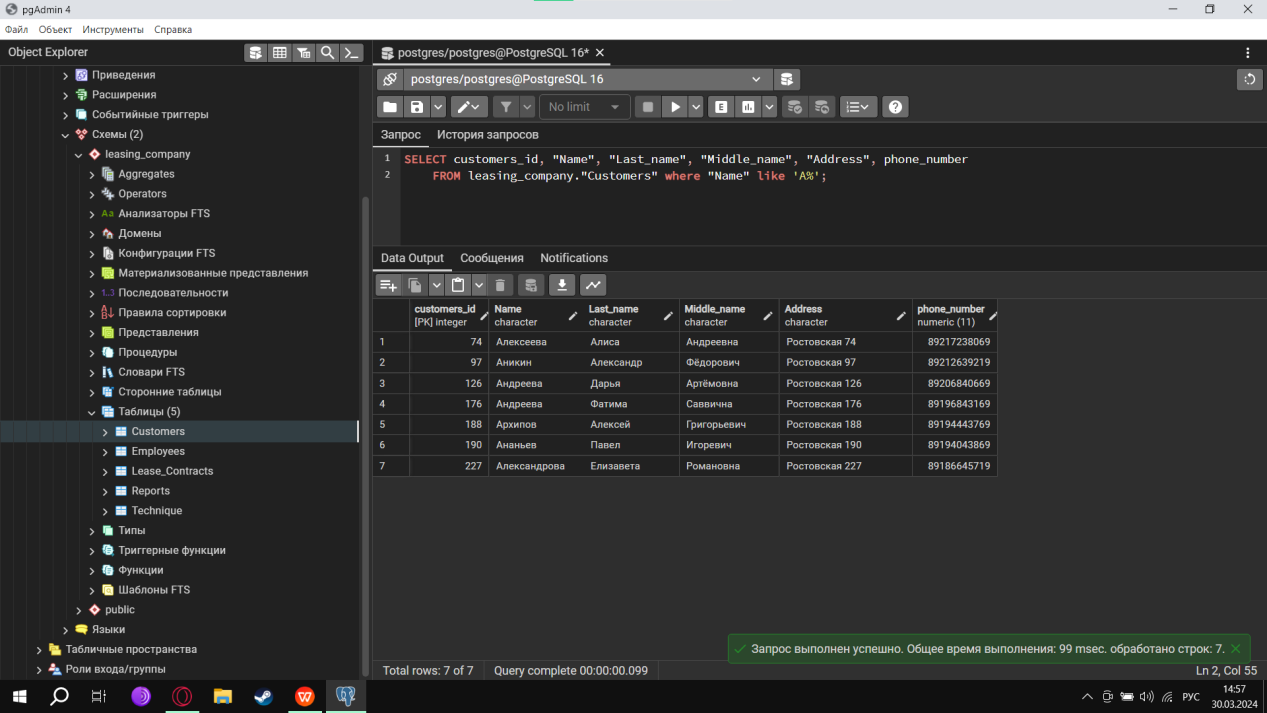 pgAdmin 4
Файл Объект Инструменты Справка
Object Explorer
Приведения
Расширения
Событийные триггеры
Схемы (2)
leasing_company
Aggregates
Operators
Анализаторы FTS
Домены
Конфигурации FTS
Материализованные представления
Последовательности
Правила сортировки
Представления
Процедуры
Словари FTS
Сторонние таблицы
Таблицы (5)
Customers
Employees
Lease_Contracts
Reports
Technique
Типы
Триггерные функции
Функции
Шаблоны FTS
public
Языки
Табличные пространства
Роли входа/группы
postgres/postgres@PostgreSQL 16*
postgres/postgres@PostgreSQL 16
No limit
Запрос История запросов
1 SELECT customers_id, "Name", "Last_name", "Middle_name", "Address", phone_number
2 FROM leasing_company."Customers" where "Name" like 'А%';
Data Output Сообщения Notifications
customers_id Name Last_name Middle_name Address phone_number
[PK] integer character character character character numeric (11)
1 74 Алексеева Алиса Андреевна Ростовская 74 89217238069
2 97 Аникин Александр Фёдорович Ростовская 97 89212639219
3 126 Андреева Дарья Артёмовна Ростовская 126 89206840669
4 176 Андреева Фатима Саввична Ростовская 176 89196843169
5 188 Архипов Алексей Григорьевич Ростовская 188 89194443769
6 190 Ананьев Павел Игоревич Ростовская 190 89194043869
7 227 Александрова Елизавета Романовна Ростовская 227 89186645719
Запрос выполнен успешно. Общее время выполнения: 99 msec. обработано строк: 7.
Total rows: 7 of 7 Query complete 00:00:00.099 Ln 2, Col 55
РУС
14:57
30.03.2024